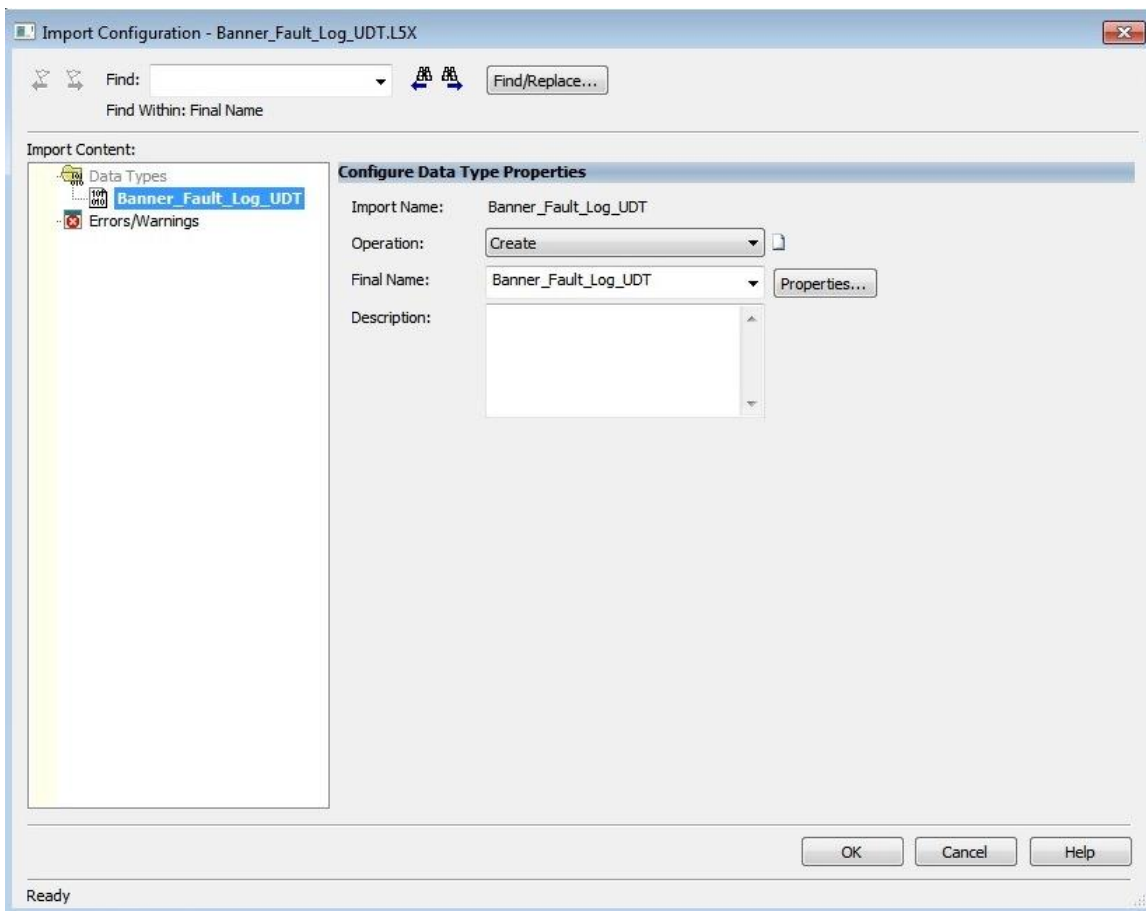 Import Configuration - Banner_Fault_Log_UDT.L5X
Find:
Find/Replace...
Find Within: Final Name
Import Content:
Data Types
Banner_Fault_Log_UDT
Errors/Warnings
Configure Data Type Properties
Import Name: Banner_Fault_Log_UDT
Operation: Create
Final Name: Banner_Fault_Log_UDT Properties...
Description:
OK Cancel Help
Ready